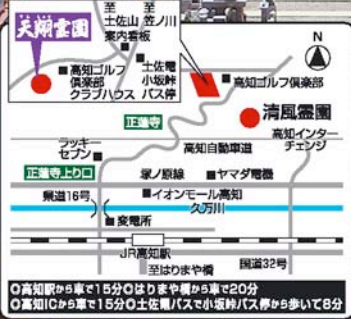 至
土佐山
至
笠ノ川
天翔霊園
案内看板
高知ゴルフ
倶楽部
クラブハウス
土佐電
小坂峠
バス停
高知ゴルフ倶楽部
N
正蓮寺
清風霊園
高知インター
チェンジ
ラッキー
セブン
高知自動車道
正蓮寺上り口
塚ノ原線
ヤマダ電機
県道16号
イオンモール高知
久万川
変電所
JR高知駅
至はりまや橋
国道32号
○高知駅から車で15分○はりまや橋から車で20分
○高知ICから車で15分○土佐電バスで小坂峠バス停から歩いて8分